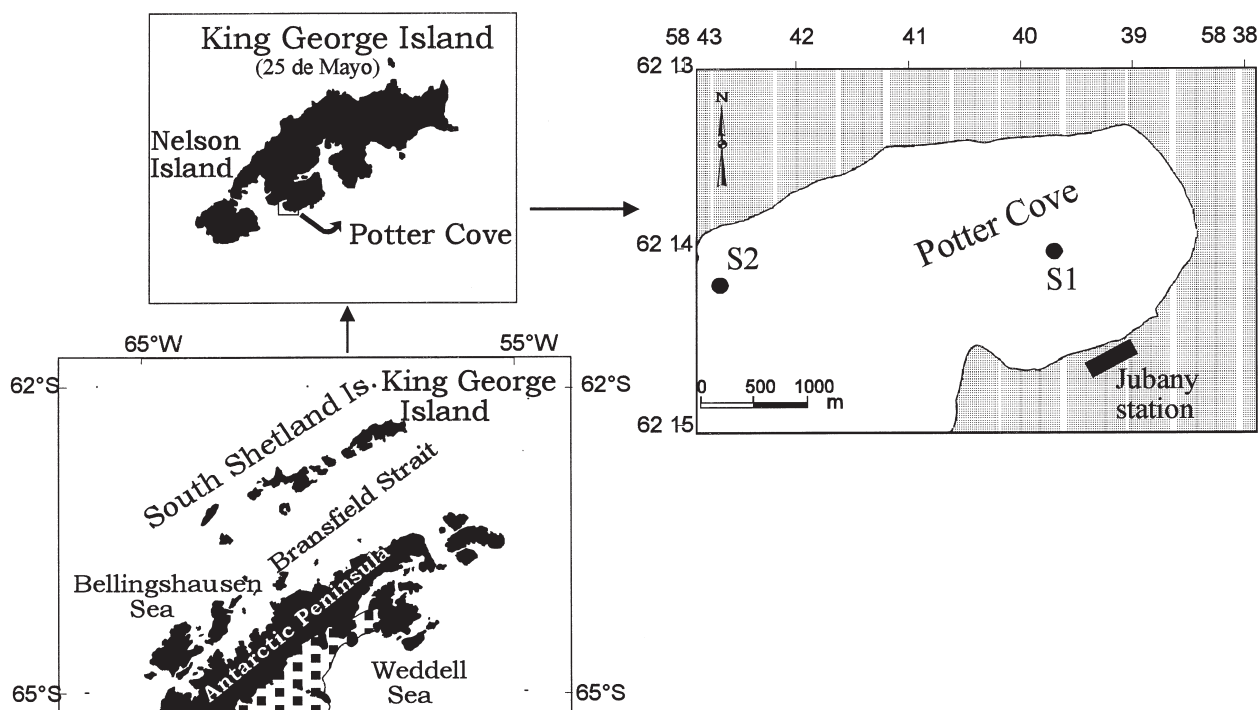 King George Island
(25 de Mayo)
Nelson
Island
Potter Cove
58 43
42
41
40
39
58 38
62 13
62 14
62 15
N
Potter Cove
S2
S1
0
500
1000
m
Jubany
station
65°W
55°W
62°S
62°S
South Shetland Is.
King George
Island
Bransfield Strait
Bellingshausen
Sea
Antarctic Peninsula
Weddell
Sea
65°S
65°S